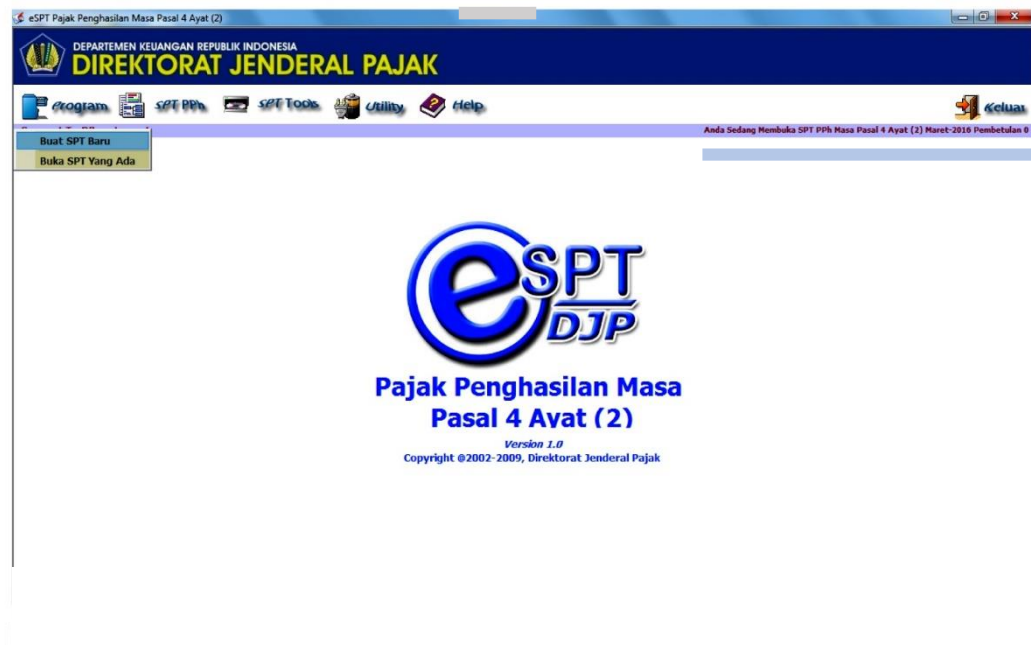 eSPT Pajak Penghasilan Masa Pasal 4 Ayat (2)
DEPARTEMEN KEUANGAN REPUBLIK INDONESIA
DIREKTORAT JENDERAL PAJAK
Program SPT PPh SPT Tools Utility Help Keluar
Anda Sedang Membuka SPT PPh Masa Pasal 4 Ayat (2) Maret-2016 Pembetulan 0
Buat SPT Baru
Buka SPT Yang Ada
eSPT
DJP
Pajak Penghasilan Masa
Pasal 4 Ayat (2)
Version 1.0
Copyright @2002-2009, Direktorat Jenderal Pajak